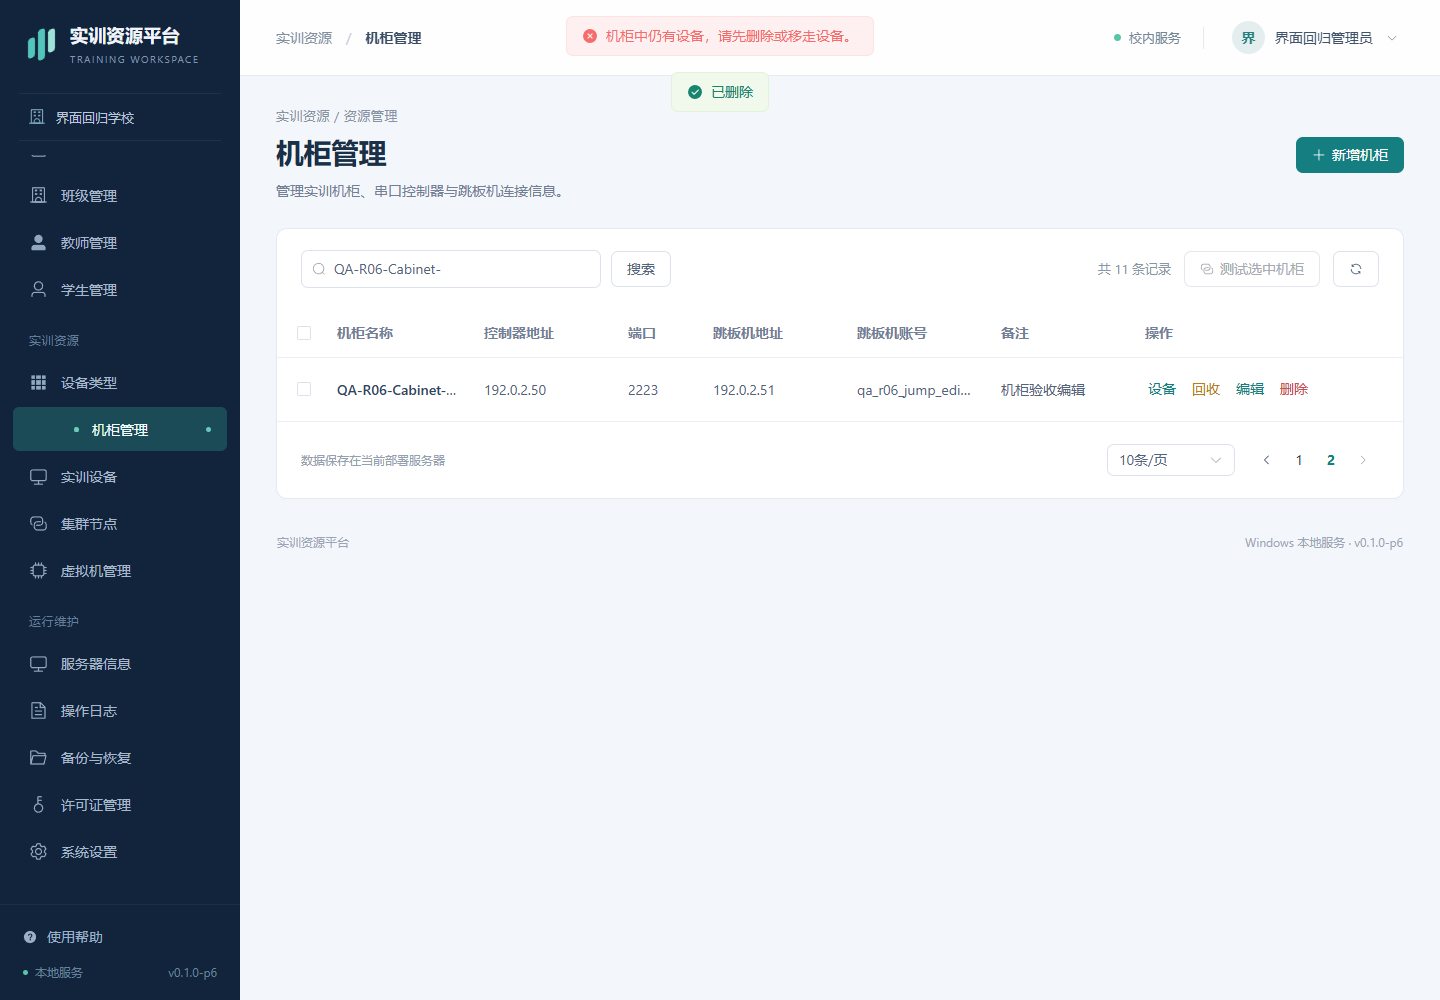 实训资源平台
TRAINING WORKSPACE
界面回归学校
班级管理
教师管理
学生管理
实训资源
设备类型
机柜管理
实训设备
集群节点
虚拟机管理
运行维护
服务器信息
操作日志
备份与恢复
许可证管理
系统设置
使用帮助
本地服务 v0.1.0-p6
实训资源 / 机柜管理
机柜中仍有设备，请先删除或移走设备。
校内服务
界 界面回归管理员
已删除
实训资源 / 资源管理
机柜管理
管理实训机柜、串口控制器与跳板机连接信息。
新增机柜
QA-R06-Cabinet- 搜索 共 11 条记录 测试选中机柜
机柜名称 控制器地址 端口 跳板机地址 跳板机账号 备注 操作
QA-R06-Cabinet-... 192.0.2.50 2223 192.0.2.51 qa_r06_jump_edi... 机柜验收编辑 设备 回收 编辑 删除
数据保存在当前部署服务器 10条/页 1 2
实训资源平台 Windows 本地服务 · v0.1.0-p6